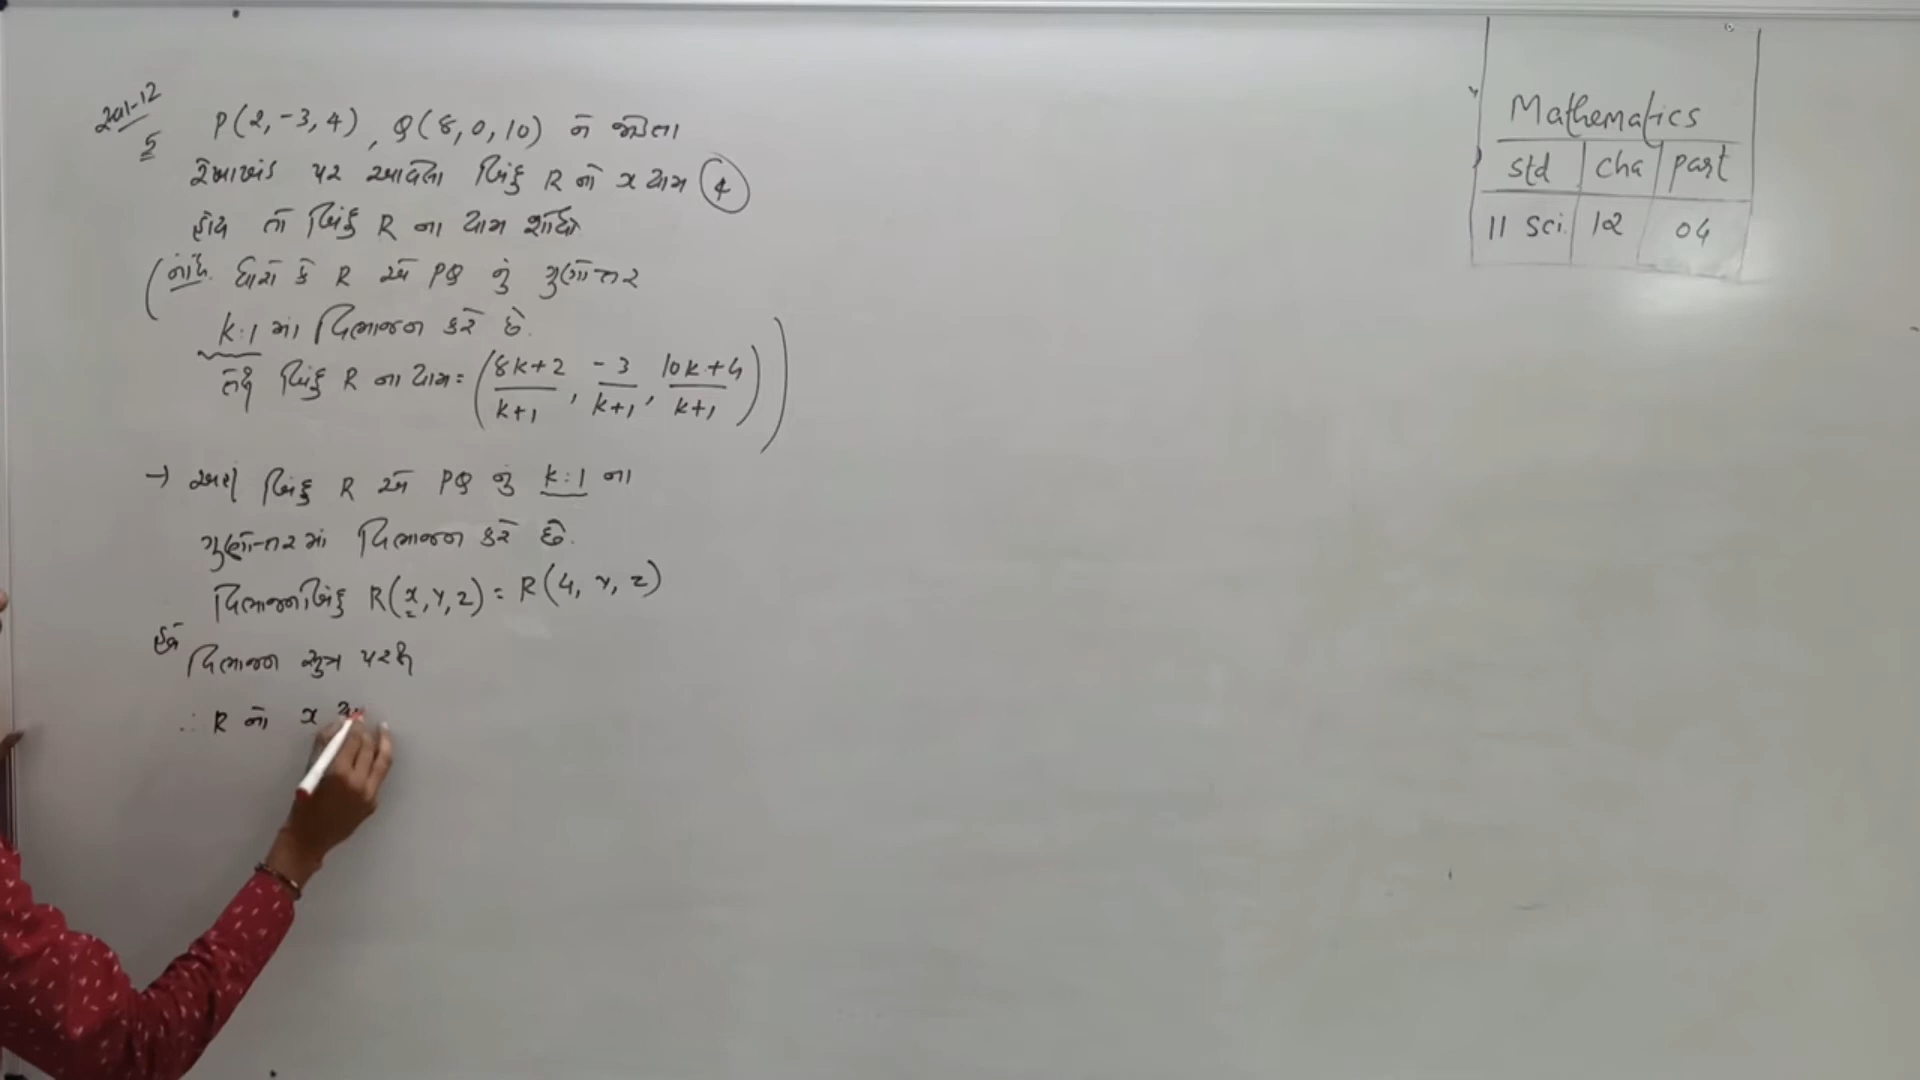 સ્વા-12
5
P(2,-3,4), Q(8,0,10) ને જોડતા
રેખાખંડ પર આવેલા બિંદુ R નો x યામ 4
હોય તો બિંદુ R ના યામ શોધો
(નોંધ. ધારો કે R એ PQ નું ગુણોત્તર
k:1 માં વિભાજન કરે છે.
બિંદુ R ના યામ = (8k+2/k+1, -3/k+1, 10k+4/k+1))
→ અહીં બિંદુ R એ PQ નું k:1 ના
ગુણોત્તરમાં વિભાજન કરે છે.
વિભાજનબિંદુ R(x,y,z) = R(4,y,z)
હવે
વિભાજન સુત્ર પરથી
∴ R નો x યા
Mathematics
Std cha part
11 Sci. 12 04